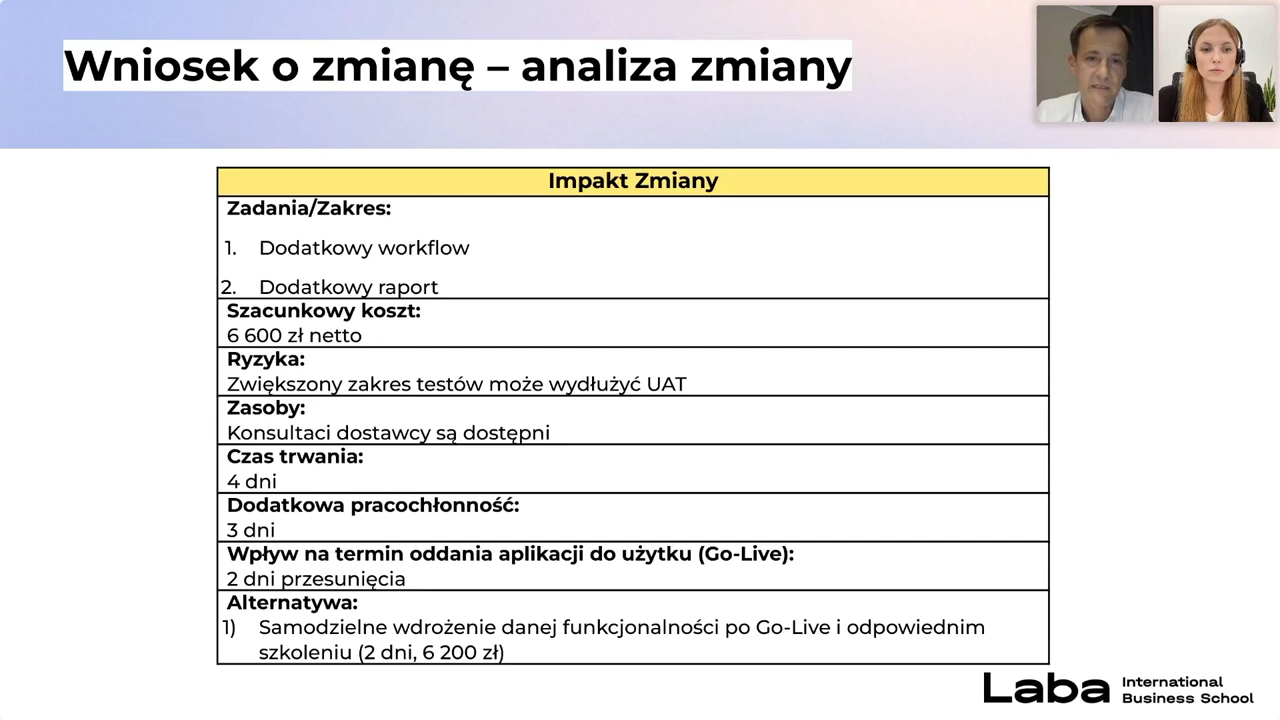 Wniosek o zmianę – analiza zmiany
Impakt Zmiany
Zadania/Zakres:
1. Dodatkowy workflow
2. Dodatkowy raport
Szacunkowy koszt:
6 600 zł netto
Ryzyka:
Zwiększony zakres testów może wydłużyć UAT
Zasoby:
Konsultaci dostawcy są dostępni
Czas trwania:
4 dni
Dodatkowa pracochłonność:
3 dni
Wpływ na termin oddania aplikacji do użytku (Go-Live):
2 dni przesunięcia
Alternatywa:
1) Samodzielne wdrożenie danej funkcjonalności po Go-Live i odpowiednim
szkoleniu (2 dni, 6 200 zł)
Laba International
Business School